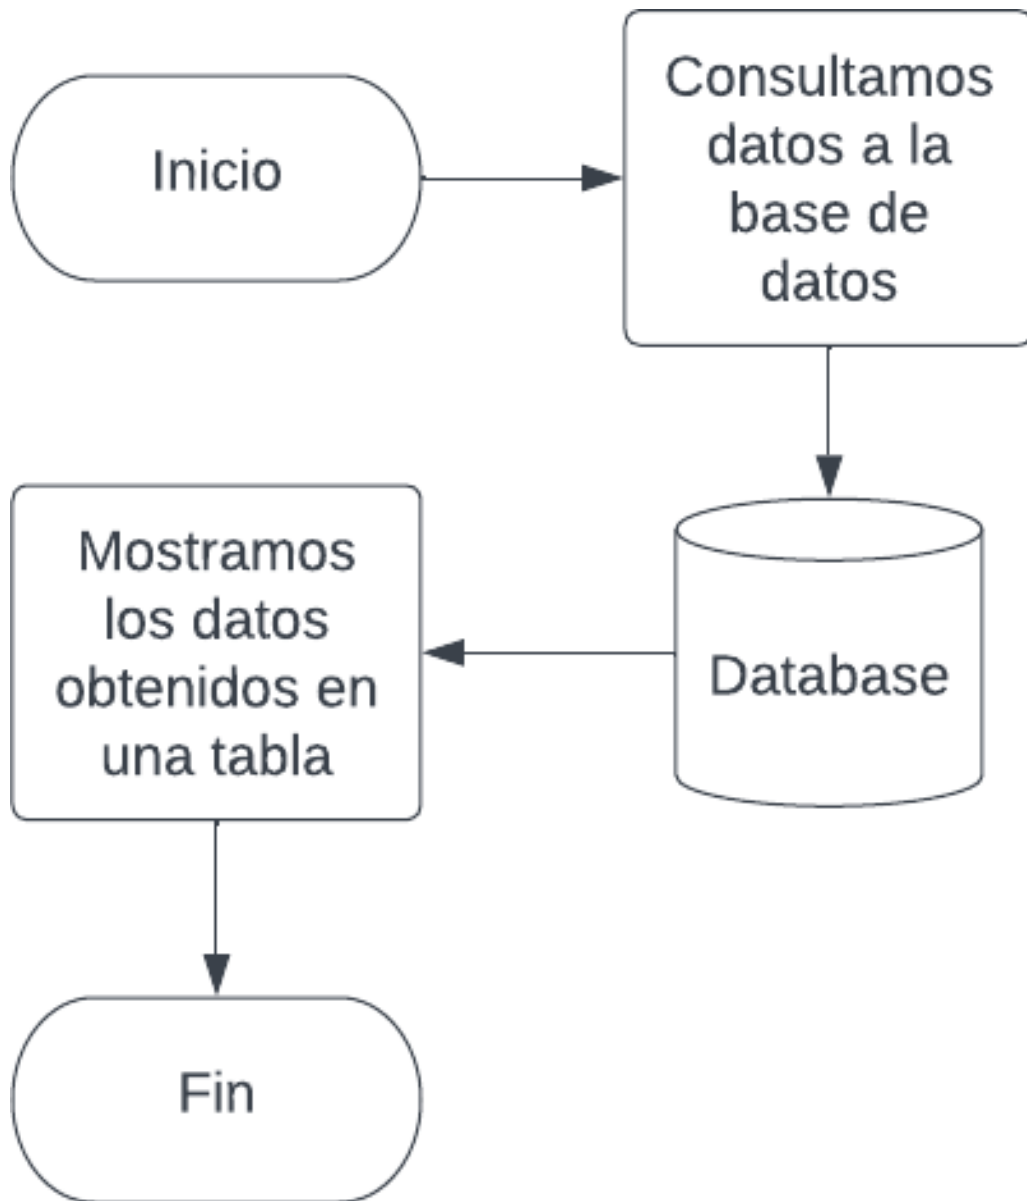 Inicio
Consultamos
datos a la
base de
datos
Database
Mostramos
los datos
obtenidos en
una tabla
Fin